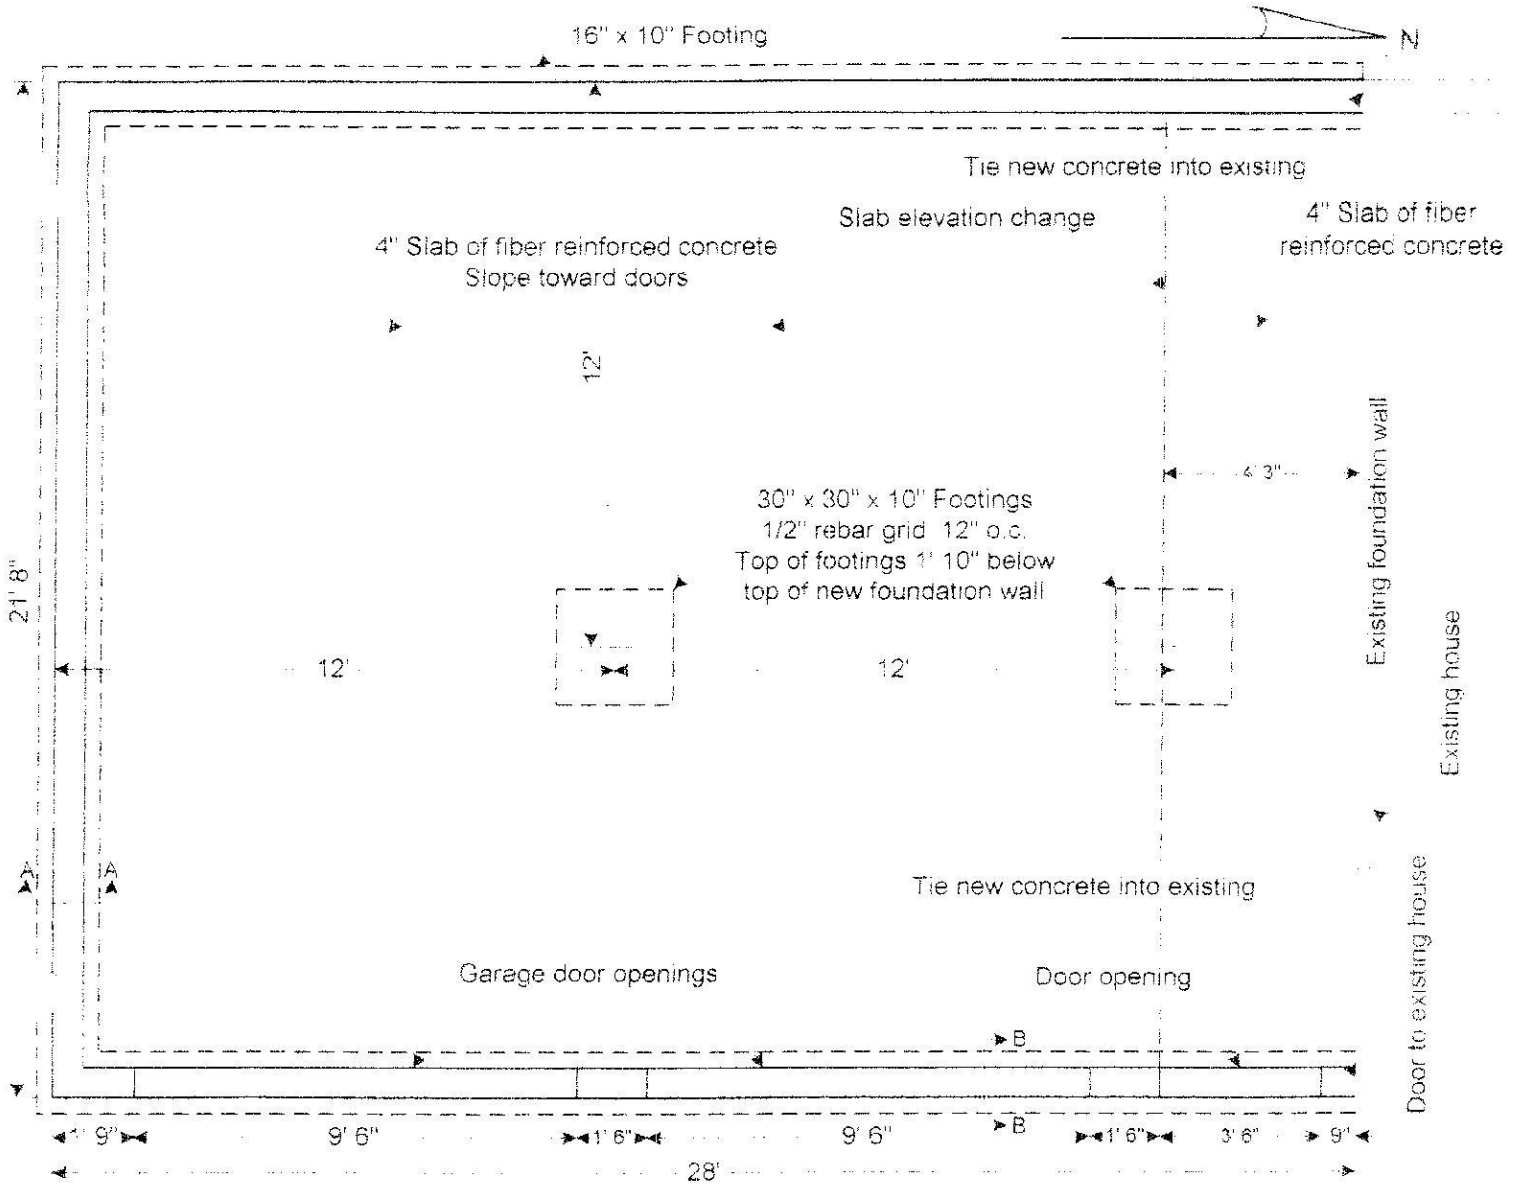 16" x 10" Footing
N
Tie new concrete into existing
Slab elevation change
4" Slab of fiber
reinforced concrete
4" Slab of fiber reinforced concrete
Slope toward doors
12'
4' 3"
Existing foundation wall
30" x 30" x 10" Footings
1/2" rebar grid 12" o.c.
Top of footings 1' 10" below
top of new foundation wall
21' 8"
12'
12'
Existing house
A
A
Tie new concrete into existing
Door to existing house
Garage door openings
Door opening
B
B
1' 9"
9' 6"
1' 6"
9' 6"
1' 6"
3' 6"
9"
28'